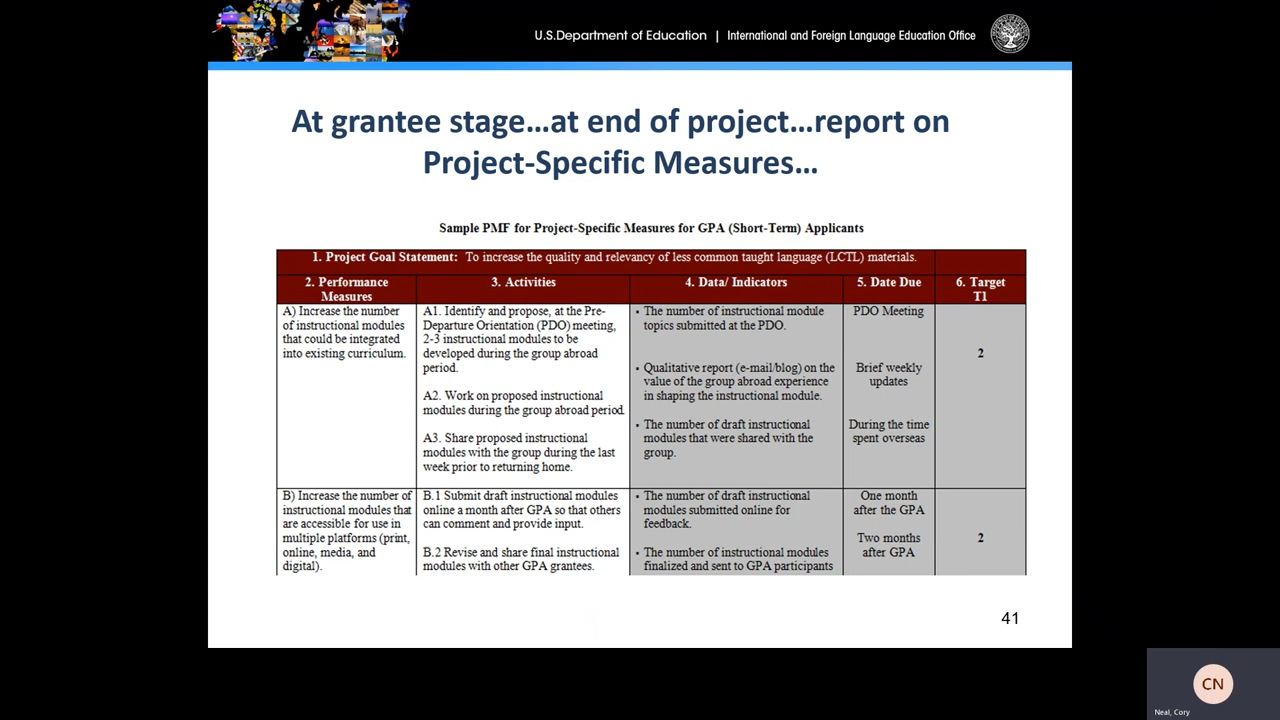 U.S.Department of Education | International and Foreign Language Education Office
At grantee stage…at end of project…report on
Project-Specific Measures…
Sample PMF for Project-Specific Measures for GPA (Short-Term) Applicants
1. Project Goal Statement: To increase the quality and relevancy of less common taught language (LCTL) materials.
2. Performance
Measures
3. Activities
4. Data/ Indicators
5. Date Due
6. Target
T1
A) Increase the number
of instructional modules
that could be integrated
into existing curriculum.
A1. Identify and propose, at the Pre-
Departure Orientation (PDO) meeting,
2-3 instructional modules to be
developed during the group abroad
period.
A2. Work on proposed instructional
modules during the group abroad period.
A3. Share proposed instructional
modules with the group during the last
week prior to returning home.
• The number of instructional module
topics submitted at the PDO.
• Qualitative report (e-mail/blog) on the
value of the group abroad experience
in shaping the instructional module.
• The number of draft instructional
modules that were shared with the
group.
PDO Meeting
Brief weekly
updates
During the time
spent overseas
2
B) Increase the number of
instructional modules that
are accessible for use in
multiple platforms (print,
online, media, and
digital).
B.1 Submit draft instructional modules
online a month after GPA so that others
can comment and provide input.
B.2 Revise and share final instructional
modules with other GPA grantees.
• The number of draft instructional
modules submitted online for
feedback.
• The number of instructional modules
finalized and sent to GPA participants
One month
after the GPA
Two months
after GPA
2
41
CN
Neal, Cory